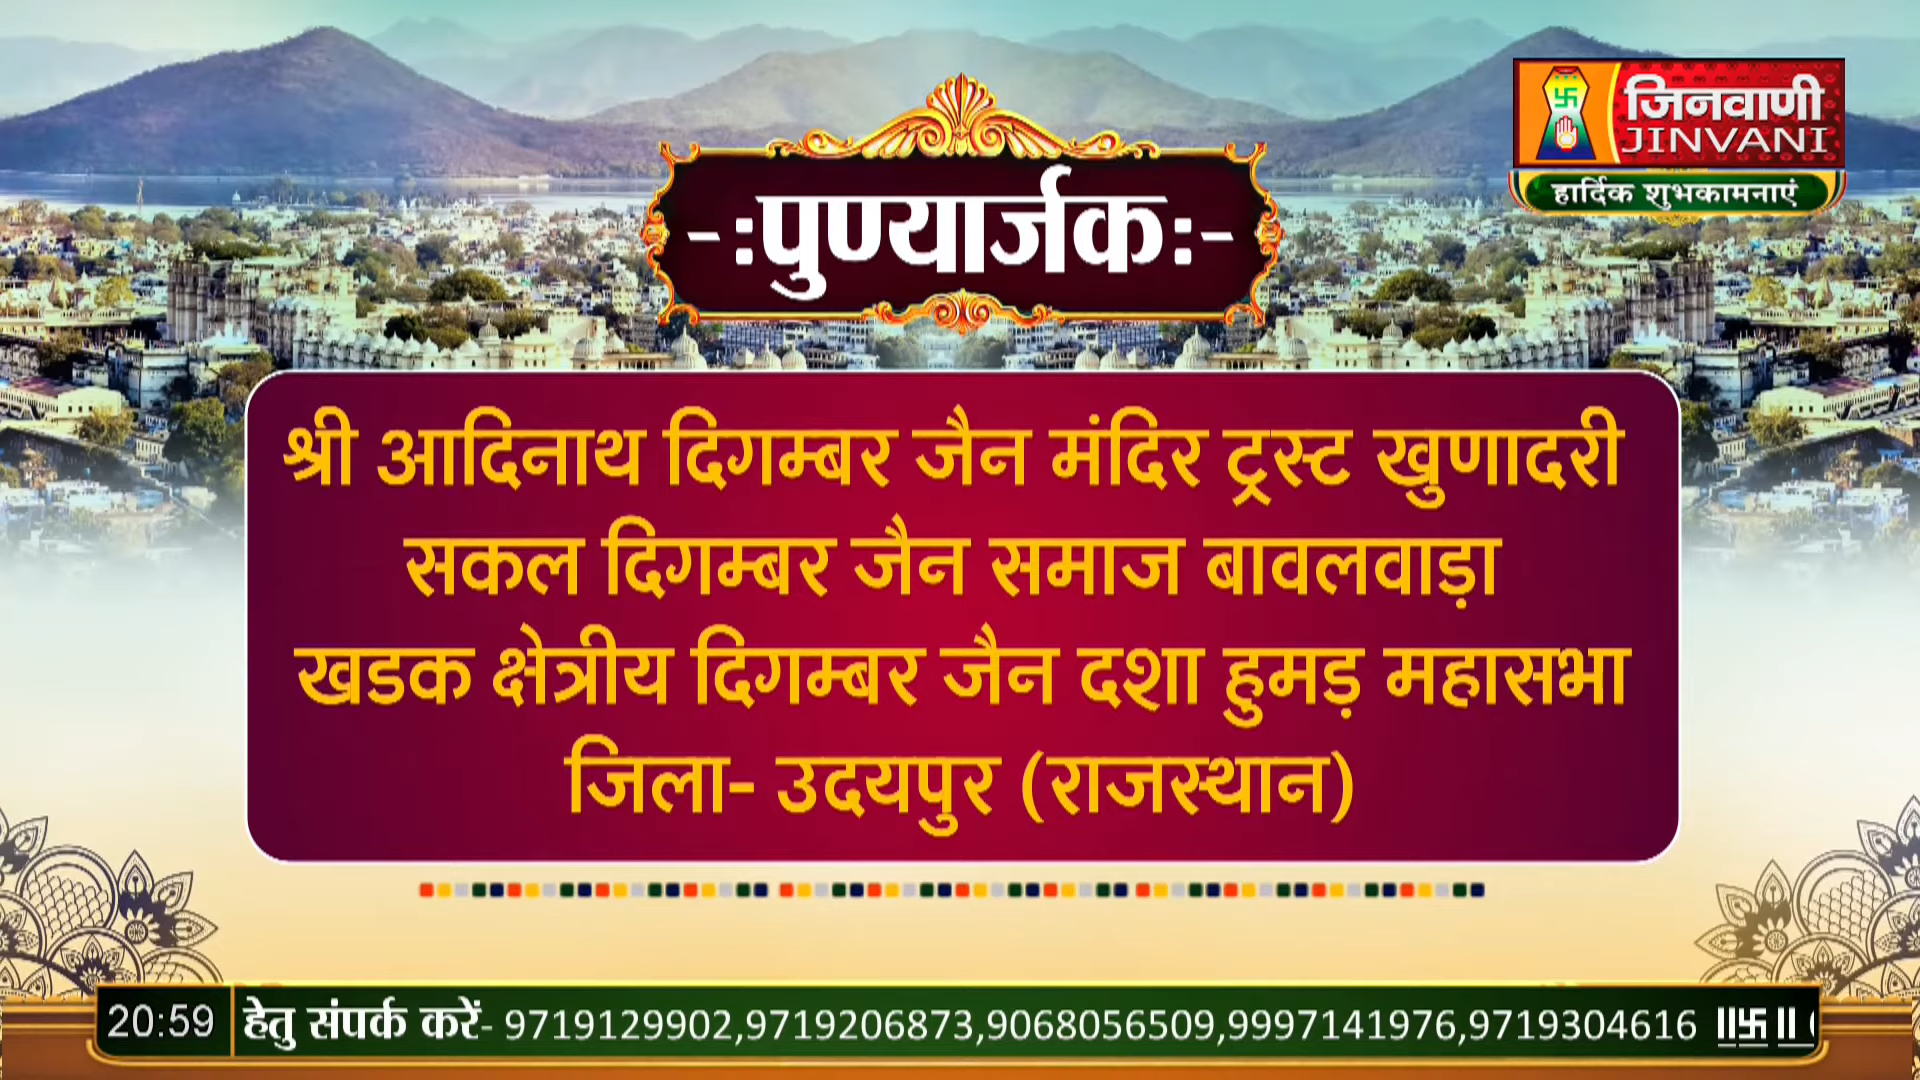 जिनवाणी
JINVANI
हार्दिक शुभकामनाएं
-:पुण्यार्जक:-
श्री आदिनाथ दिगम्बर जैन मंदिर ट्रस्ट खुणादरी
सकल दिगम्बर जैन समाज बावलवाड़ा
खडक क्षेत्रीय दिगम्बर जैन दशा हुमड़ महासभा
जिला- उदयपुर (राजस्थान)
20:59 हेतु संपर्क करें- 9719129902,9719206873,9068056509,9997141976,9719304616 ॥卐॥